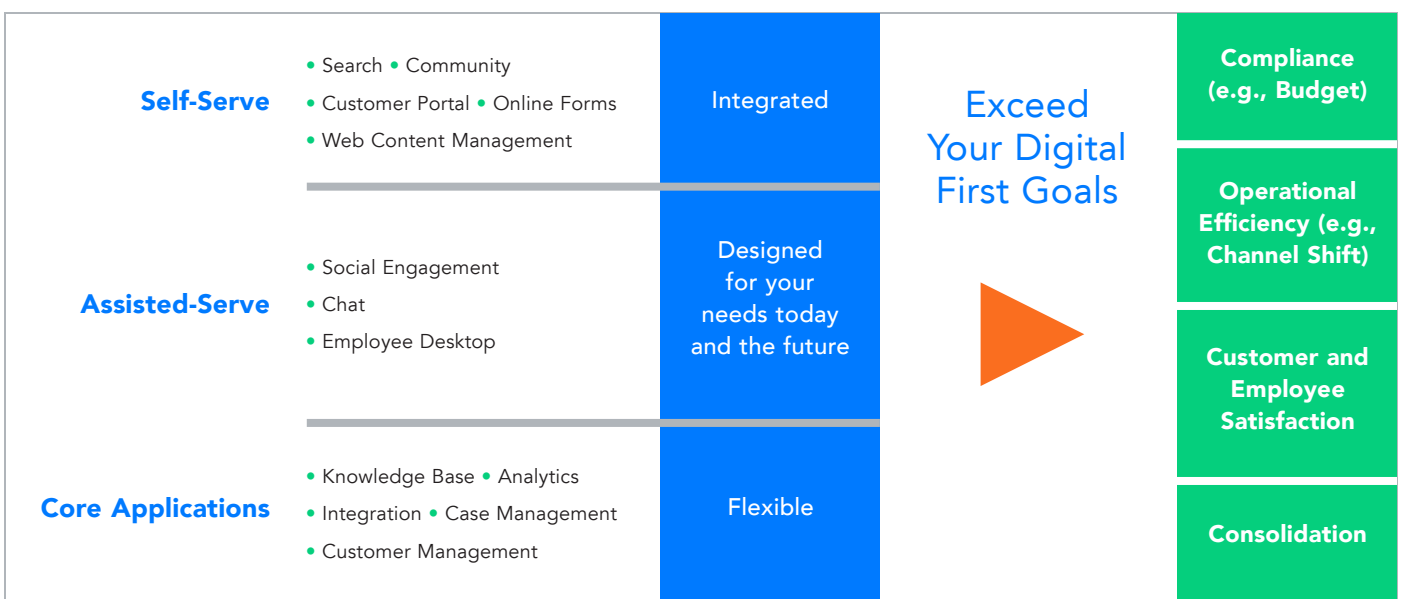 Self-Serve
• Search • Community
• Customer Portal • Online Forms
• Web Content Management
Integrated
Assisted-Serve
• Social Engagement
• Chat
• Employee Desktop
Designed
for your
needs today
and the future
Core Applications
• Knowledge Base • Analytics
• Integration • Case Management
• Customer Management
Flexible
Exceed
Your Digital
First Goals
Compliance
(e.g., Budget)
Operational
Efficiency (e.g.,
Channel Shift)
Customer and
Employee
Satisfaction
Consolidation